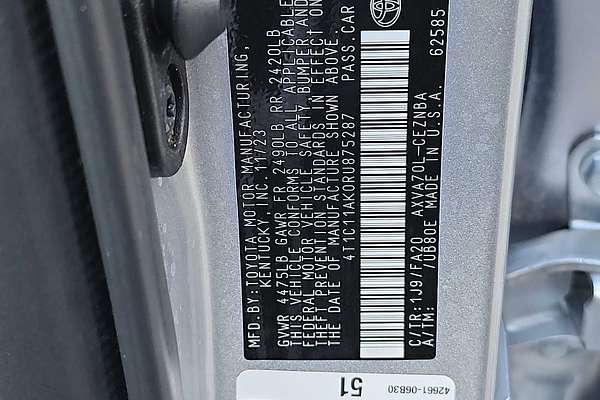 MFD.BY:TOYOTA MOTOR MANUFACTURING,
KENTUCKY, INC. 11/23
GVWR 4475LB GAWR FR 2490LB RR 2420LB
THIS VEHICLE CONFORMS TO ALL APPLICABLE
FEDERAL MOTOR VEHICLE SAFETY, BUMPER AND
THEFT PREVENTION STANDARDS IN EFFECT ON
THE DATE OF MANUFACTURE SHOWN ABOVE.
4T1C11AK0RU875287 PASS.CAR
C/TR:1J9/FA20 AXVA70L-CEZNBA
A/TM: /UB80E MADE IN U.S.A. 62585
51
42661-06B30